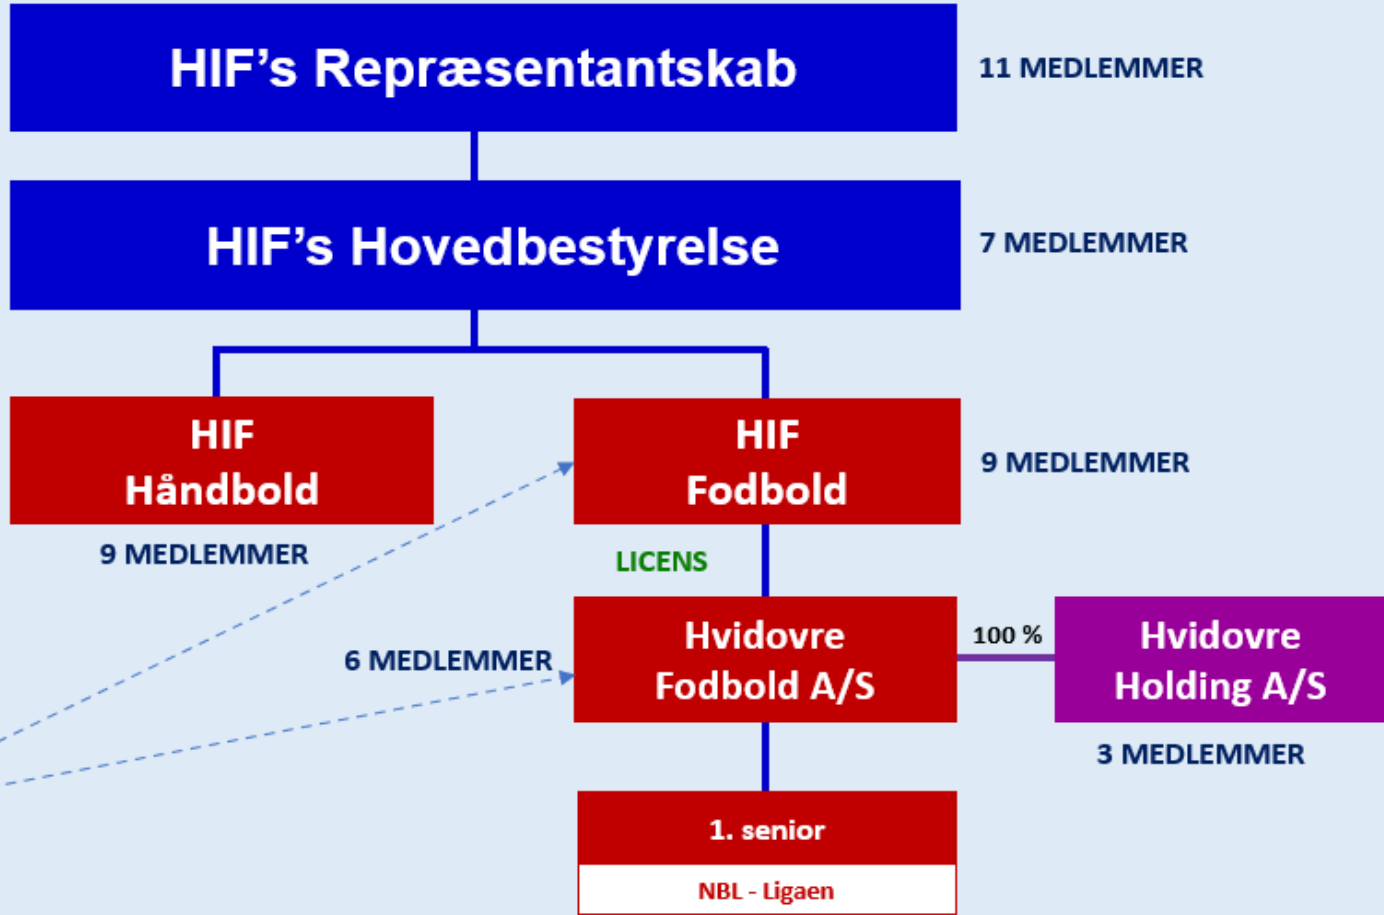 HIF’s Repræsentantskab
11 MEDLEMMER
HIF’s Hovedbestyrelse
7 MEDLEMMER
HIF
Håndbold
9 MEDLEMMER
HIF
Fodbold
9 MEDLEMMER
LICENS
6 MEDLEMMER
Hvidovre
Fodbold A/S
100 %
Hvidovre
Holding A/S
3 MEDLEMMER
1. senior
NBL - Ligaen